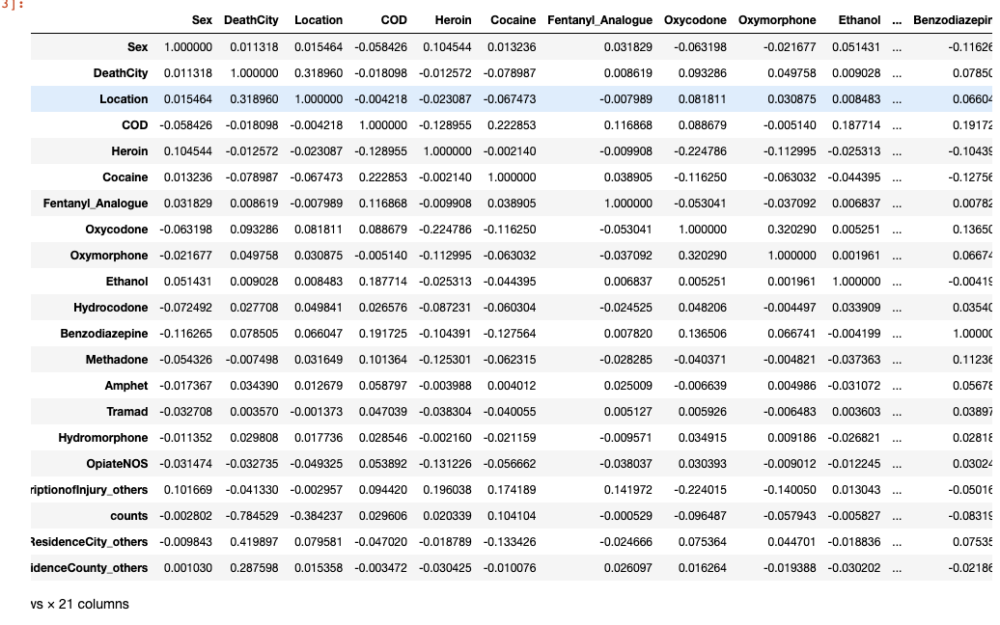 3]:
Sex DeathCity Location COD Heroin Cocaine Fentanyl_Analogue Oxycodone Oxymorphone Ethanol ... Benzodiazepin
Sex 1.000000 0.011318 0.015464 -0.058426 0.104544 0.013236 0.031829 -0.063198 -0.021677 0.051431 ... -0.11626
DeathCity 0.011318 1.000000 0.318960 -0.018098 -0.012572 -0.078987 0.008619 0.093286 0.049758 0.009028 ... 0.07850
Location 0.015464 0.318960 1.000000 -0.004218 -0.023087 -0.067473 -0.007989 0.081811 0.030875 0.008483 ... 0.06604
COD -0.058426 -0.018098 -0.004218 1.000000 -0.128955 0.222853 0.116868 0.088679 -0.005140 0.187714 ... 0.19172
Heroin 0.104544 -0.012572 -0.023087 -0.128955 1.000000 -0.002140 -0.009908 -0.224786 -0.112995 -0.025313 ... -0.10439
Cocaine 0.013236 -0.078987 -0.067473 0.222853 -0.002140 1.000000 0.038905 -0.116250 -0.063032 -0.044395 ... -0.12756
Fentanyl_Analogue 0.031829 0.008619 -0.007989 0.116868 -0.009908 0.038905 1.000000 -0.053041 -0.037092 0.006837 ... 0.00782
Oxycodone -0.063198 0.093286 0.081811 0.088679 -0.224786 -0.116250 -0.053041 1.000000 0.320290 0.005251 ... 0.13650
Oxymorphone -0.021677 0.049758 0.030875 -0.005140 -0.112995 -0.063032 -0.037092 0.320290 1.000000 0.001961 ... 0.06674
Ethanol 0.051431 0.009028 0.008483 0.187714 -0.025313 -0.044395 0.006837 0.005251 0.001961 1.000000 ... -0.00419
Hydrocodone -0.072492 0.027708 0.049841 0.026576 -0.087231 -0.060304 -0.024525 0.048206 -0.004497 0.033909 ... 0.03540
Benzodiazepine -0.116265 0.078505 0.066047 0.191725 -0.104391 -0.127564 0.007820 0.136506 0.066741 -0.004199 ... 1.00000
Methadone -0.054326 -0.007498 0.031649 0.101364 -0.125301 -0.062315 -0.028285 -0.040371 -0.004821 -0.037363 ... 0.11236
Amphet -0.017367 0.034390 0.012679 0.058797 -0.003988 0.004012 0.025009 -0.006639 0.004986 -0.031072 ... 0.05678
Tramad -0.032708 0.003570 -0.001373 0.047039 -0.038304 -0.040055 0.005127 0.005926 -0.006483 0.003603 ... 0.03897
Hydromorphone -0.011352 0.029808 0.017736 0.028546 -0.002160 -0.021159 -0.009571 0.034915 0.009186 -0.026821 ... 0.02818
OpiateNOS -0.031474 -0.032735 -0.049325 0.053892 -0.131226 -0.056662 -0.038037 0.030393 -0.009012 -0.012245 ... 0.03024
riptionofInjury_others 0.101669 -0.041330 -0.002957 0.094420 0.196038 0.174189 0.141972 -0.224015 -0.140050 0.013043 ... -0.05016
counts -0.002802 -0.784529 -0.384237 0.029606 0.020339 0.104104 -0.000529 -0.096487 -0.057943 -0.005827 ... -0.08319
ResidenceCity_others -0.009843 0.419897 0.079581 -0.047020 -0.018789 -0.133426 -0.024666 0.075364 0.044701 -0.018836 ... 0.07535
idenceCounty_others 0.001030 0.287598 0.015358 -0.003472 -0.030425 -0.010076 0.026097 0.016264 -0.019388 -0.030202 ... -0.02186
ws × 21 columns